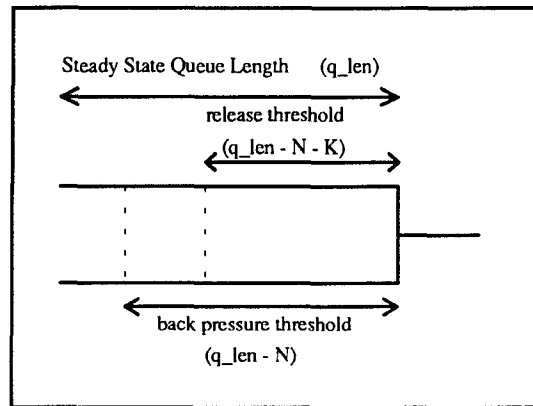 Steady State Queue Length (q_len)
release threshold
(q_len - N - K)
back pressure threshold
(q_len - N)